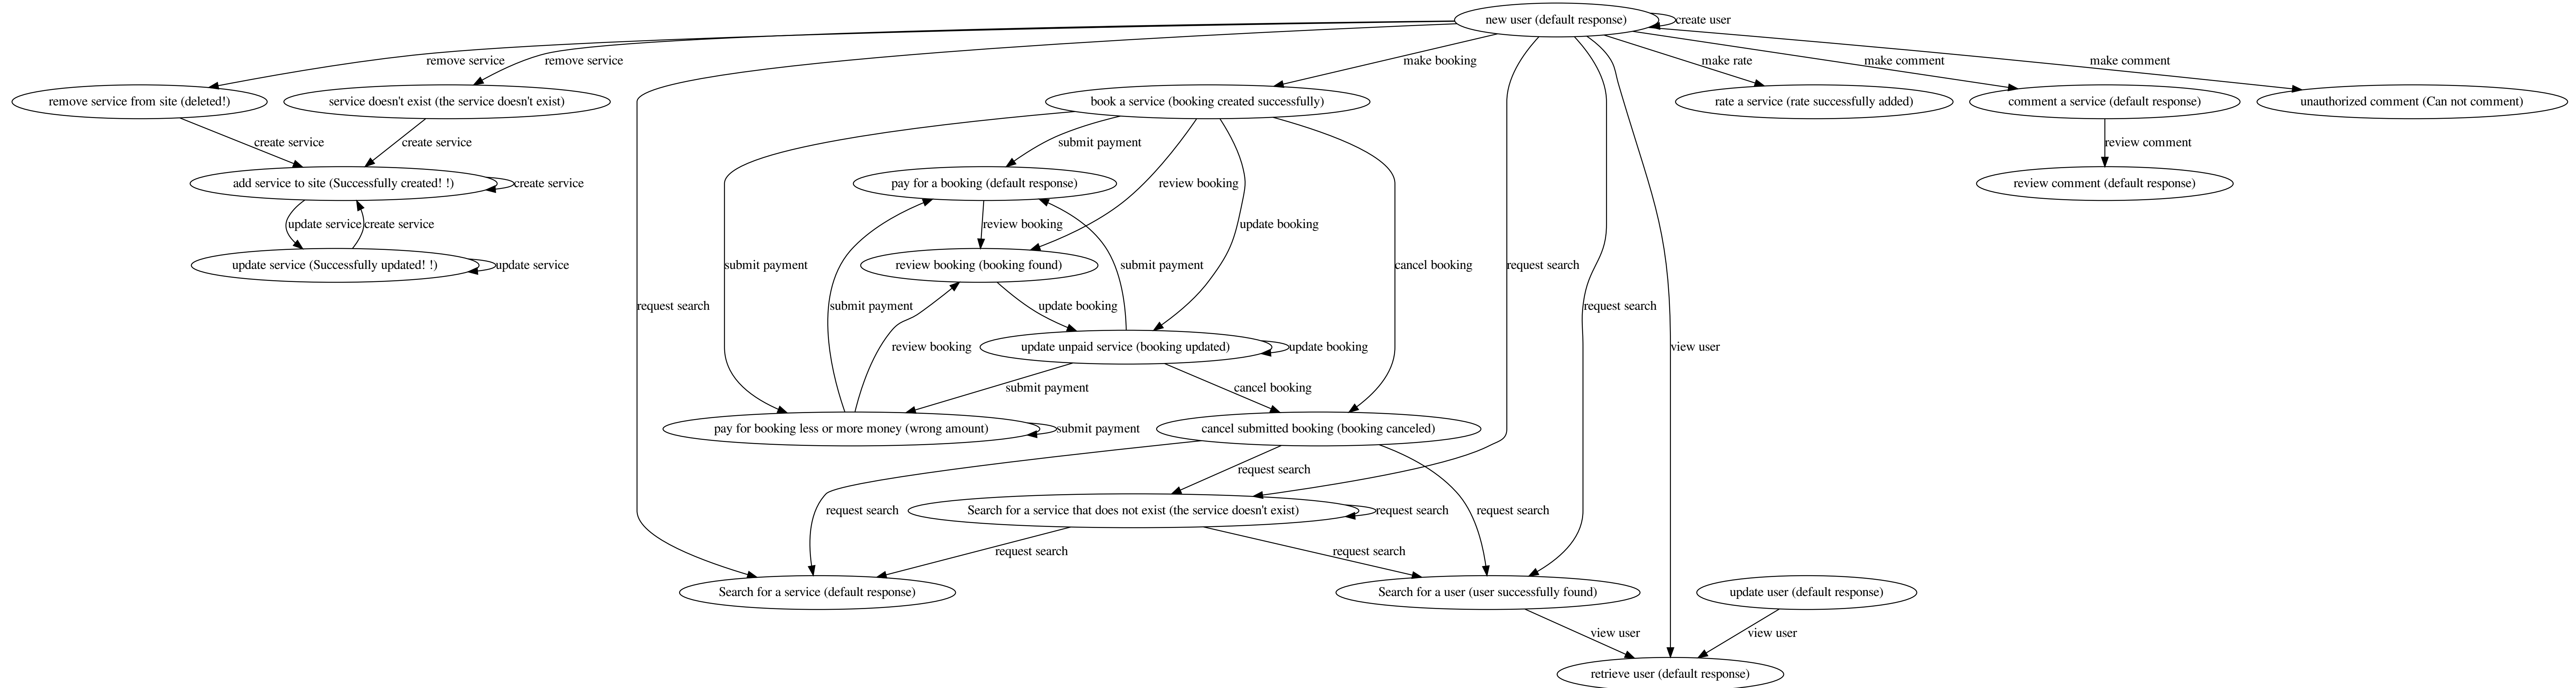 new user (default response)
create user
remove service
remove service
make booking
make rate
make comment
make comment
remove service from site (deleted!)
service doesn't exist (the service doesn't exist)
book a service (booking created successfully)
rate a service (rate successfully added)
comment a service (default response)
unauthorized comment (Can not comment)
create service
create service
submit payment
review comment
add service to site (Successfully created! !)
create service
pay for a booking (default response)
review booking
review comment (default response)
update service
create service
review booking
update booking
update service (Successfully updated! !)
update service
submit payment
review booking (booking found)
submit payment
cancel booking
request search
request search
submit payment
update booking
request search
review booking
update unpaid service (booking updated)
update booking
view user
submit payment
cancel booking
pay for booking less or more money (wrong amount)
submit payment
cancel submitted booking (booking canceled)
request search
request search
Search for a service that does not exist (the service doesn't exist)
request search
request search
request search
request search
Search for a service (default response)
Search for a user (user successfully found)
update user (default response)
view user
view user
retrieve user (default response)